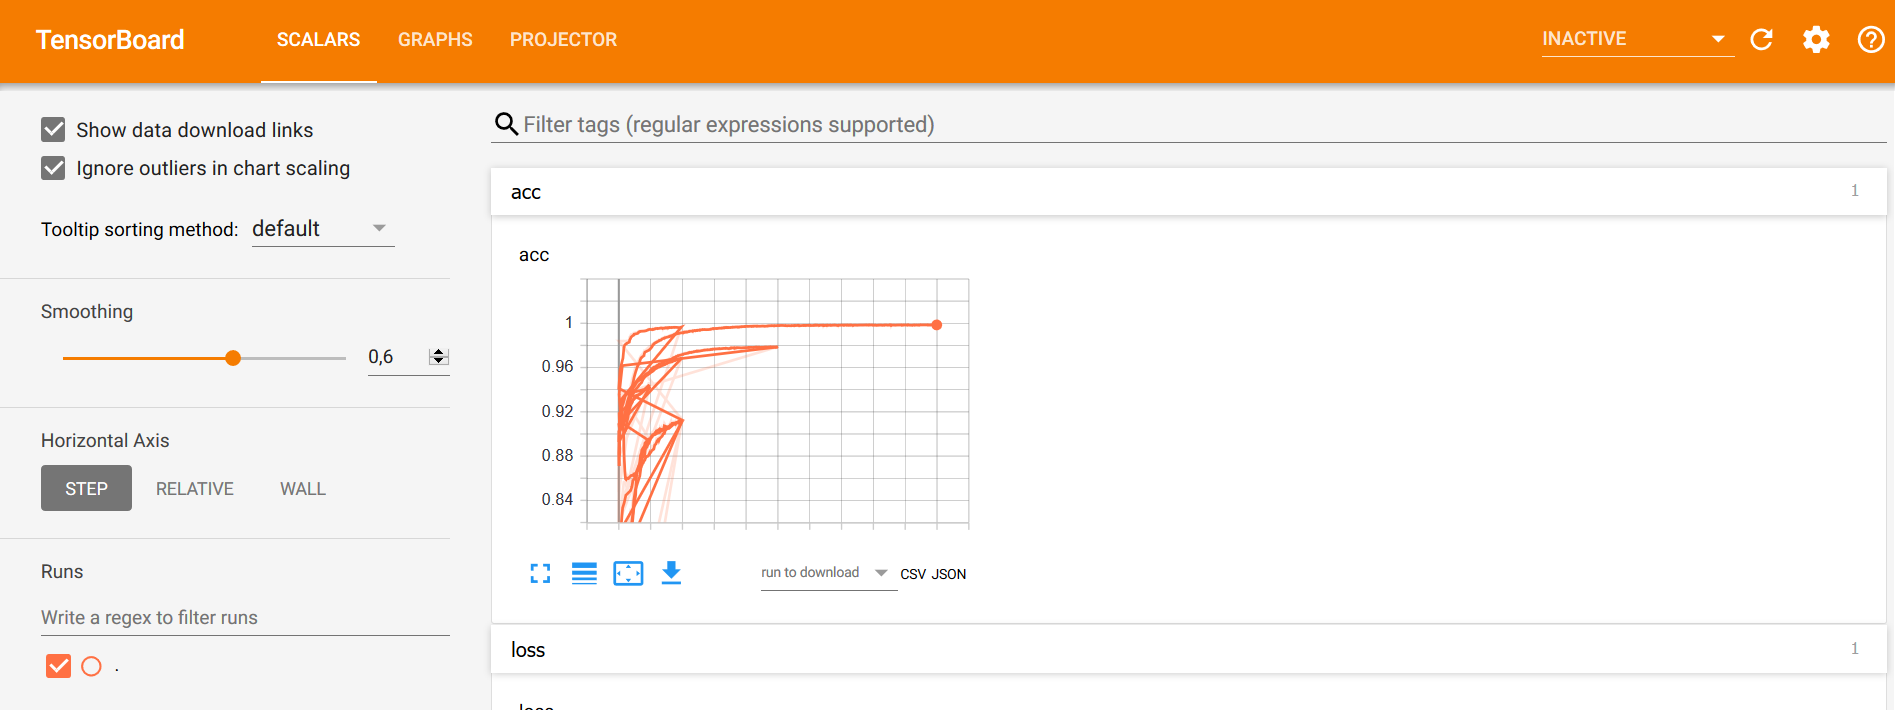 TensorBoard SCALARS GRAPHS PROJECTOR INACTIVE
Show data download links
Ignore outliers in chart scaling
Tooltip sorting method: default
Smoothing
0,6
Horizontal Axis
STEP RELATIVE WALL
Runs
Write a regex to filter runs
.
Filter tags (regular expressions supported)
acc 1
acc
1
0.96
0.92
0.88
0.84
run to download CSV JSON
loss 1
loss